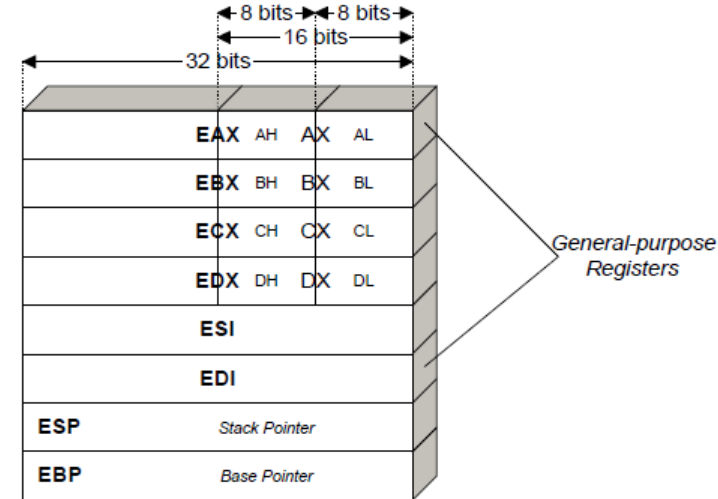 8 bits 8 bits
16 bits
32 bits
EAX AH AX AL
EBX BH BX BL
ECX CH CX CL
EDX DH DX DL
ESI
EDI
ESP Stack Pointer
EBP Base Pointer
General-purpose
Registers